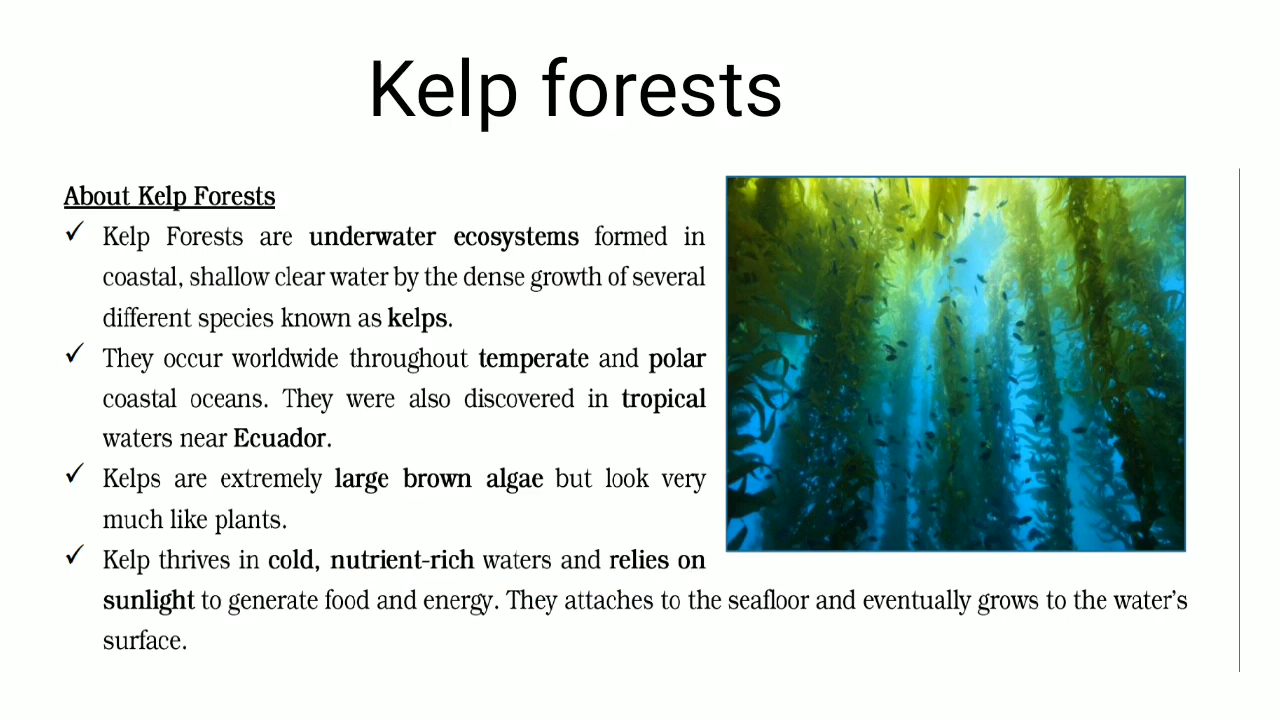 Kelp forests
About Kelp Forests
✓ Kelp Forests are underwater ecosystems formed in
coastal, shallow clear water by the dense growth of several
different species known as kelps.
✓ They occur worldwide throughout temperate and polar
coastal oceans. They were also discovered in tropical
waters near Ecuador.
✓ Kelps are extremely large brown algae but look very
much like plants.
✓ Kelp thrives in cold, nutrient-rich waters and relies on
sunlight to generate food and energy. They attaches to the seafloor and eventually grows to the water’s
surface.